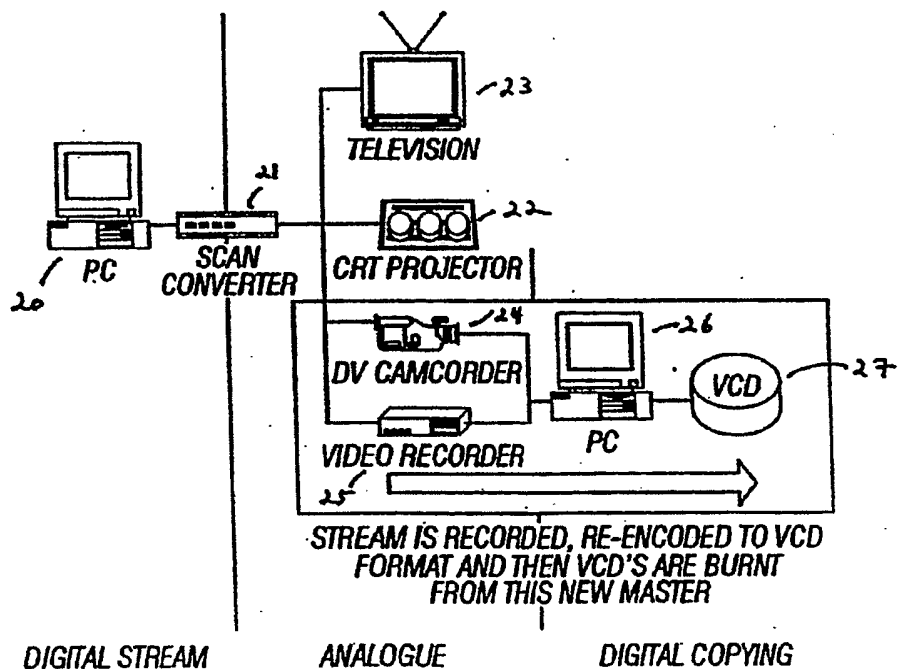 23
TELEVISION
21
22
20
PC
SCAN
CONVERTER
CRT PROJECTOR
24
26
27
DV CAMCORDER
VCD
PC
VIDEO RECORDER
25
STREAM IS RECORDED, RE-ENCODED TO VCD
FORMAT AND THEN VCD'S ARE BURNT
FROM THIS NEW MASTER
DIGITAL STREAM
ANALOGUE
DIGITAL COPYING